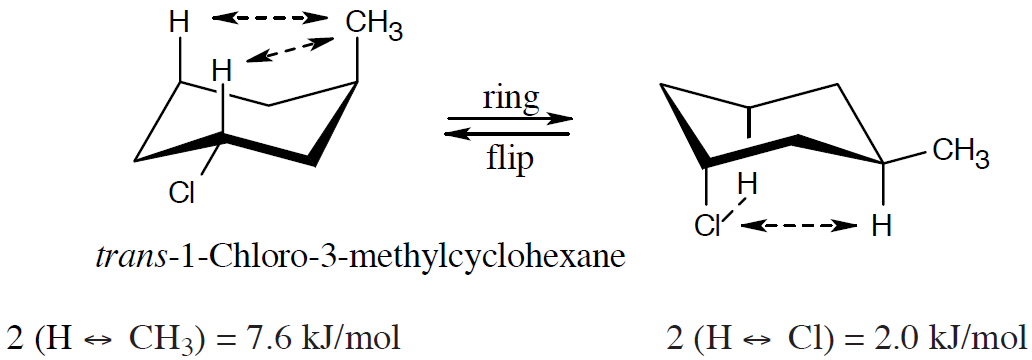 H CH₃
H
Cl
ring
flip
CH₃
H
Cl H
trans-1-Chloro-3-methylcyclohexane
2 (H ↔ CH₃) = 7.6 kJ/mol 2 (H ↔ Cl) = 2.0 kJ/mol